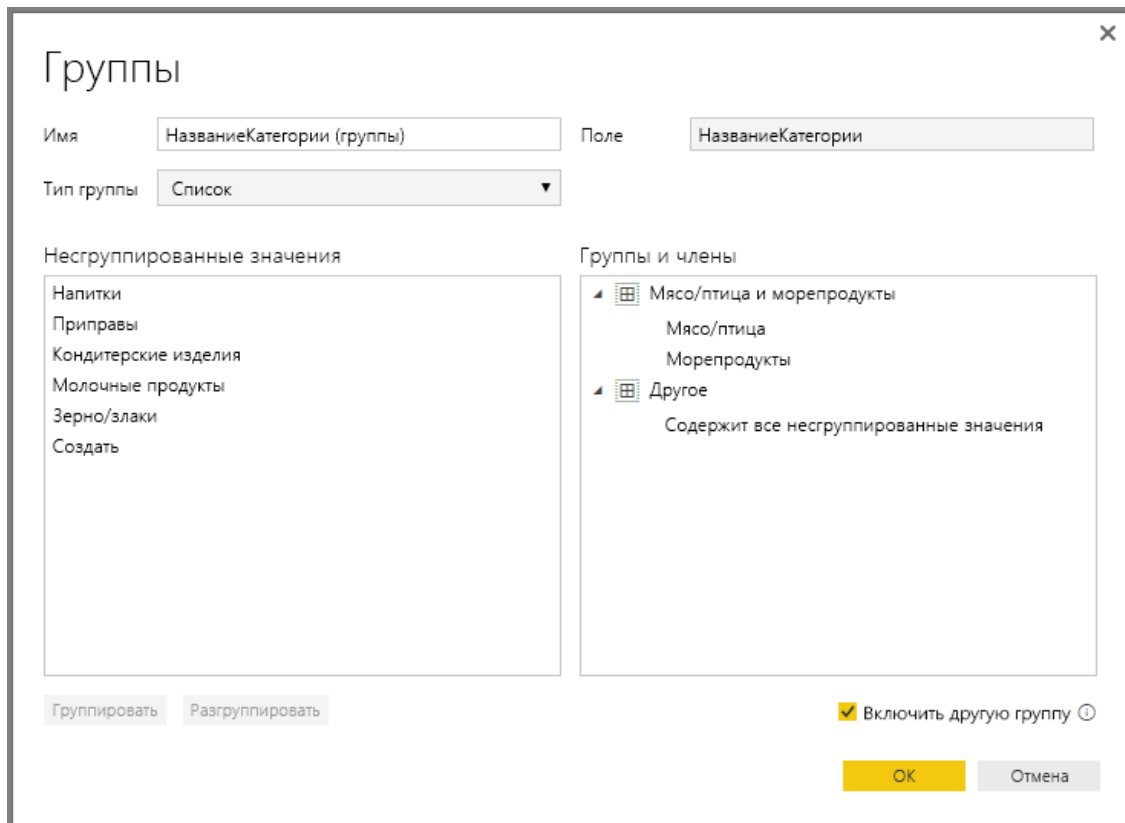 Группы
Имя НазваниеКатегории (группы) Поле НазваниеКатегории
Тип группы Список
Несгруппированные значения
Напитки
Приправы
Кондитерские изделия
Молочные продукты
Зерно/злаки
Создать
Группы и члены
Мясо/птица и морепродукты
Мясо/птица
Морепродукты
Другое
Содержит все несгруппированные значения
Группировать Разгруппировать
Включить другую группу
ОК Отмена